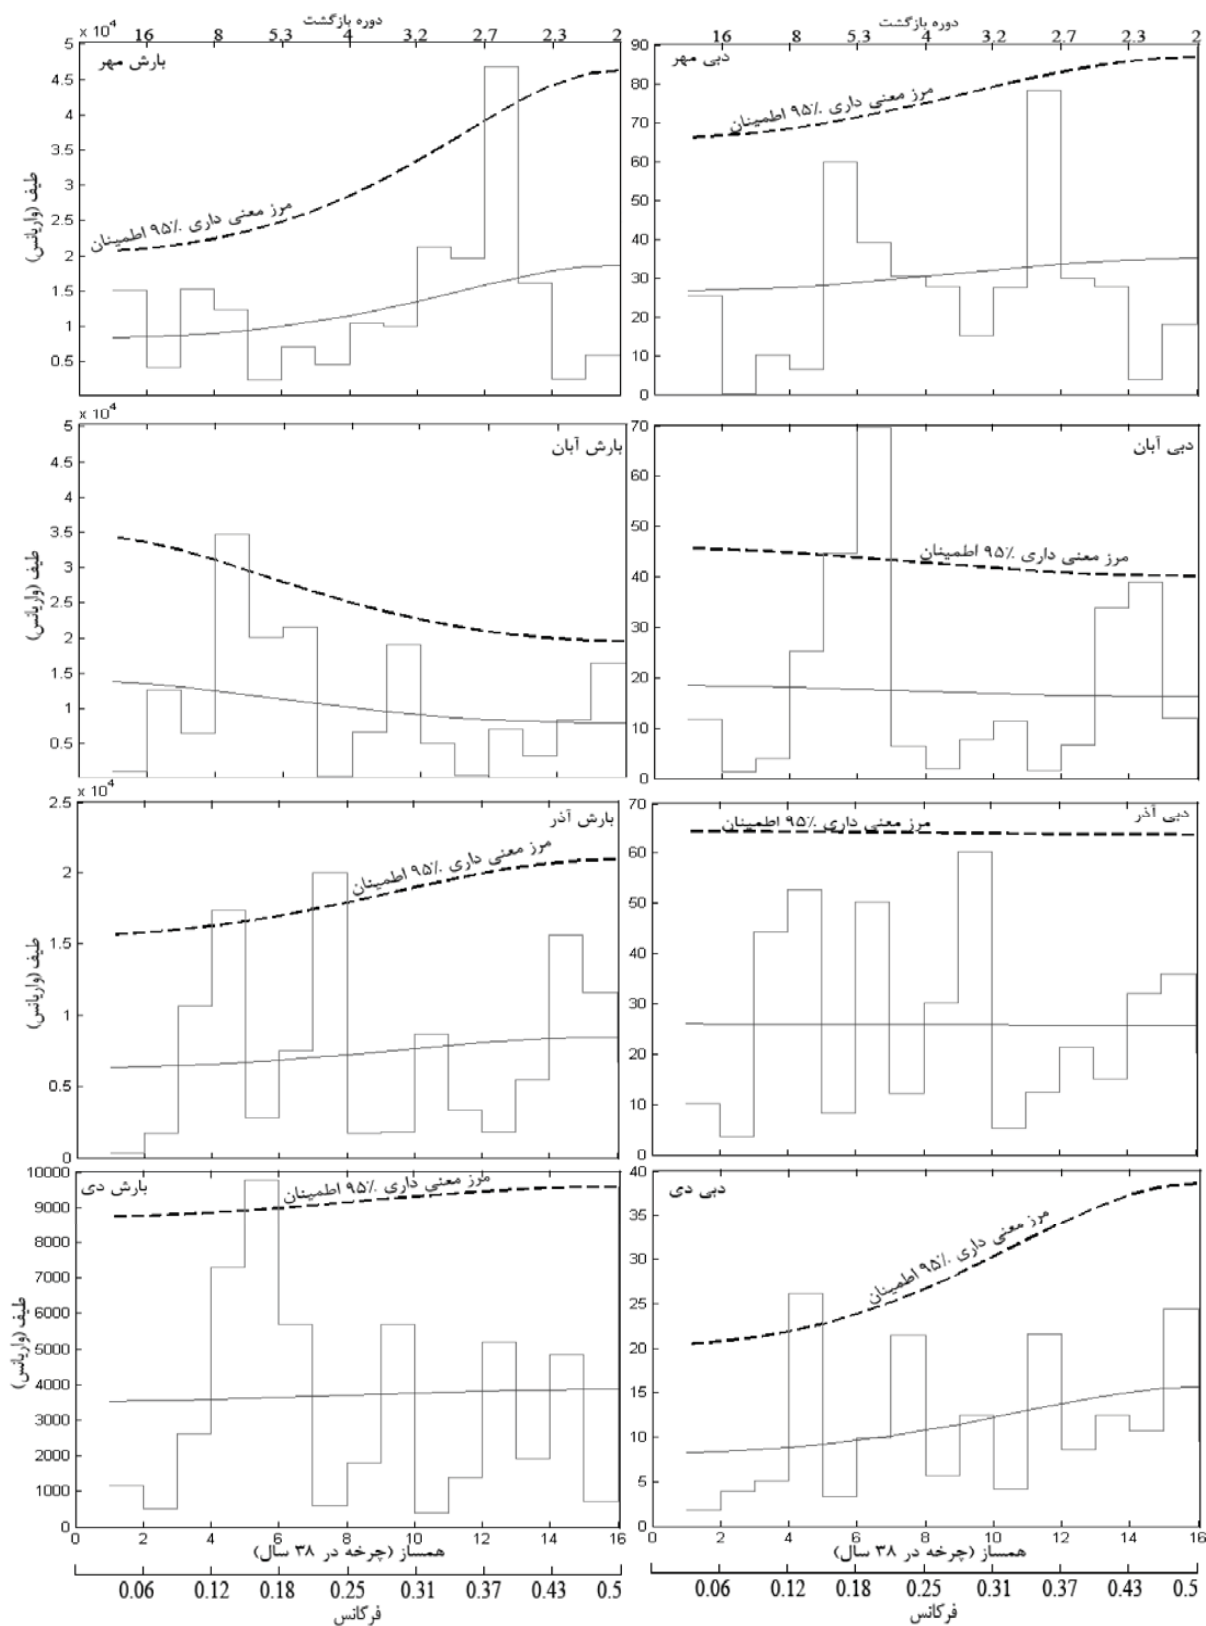 دوره بازگشت
16 8 5.3 4 3.2 2.7 2.3 2
x 10⁴
بارش مهر
5
4.5
4
3.5
3
2.5
2
1.5
1
0.5
طیف (واریانس)
مرز معنی داری ۹۵٪ اطمینان
دوره بازگشت
16 8 5.3 4 3.2 2.7 2.3 2
دبی مهر
90
80
70
60
50
40
30
20
10
0
مرز معنی داری ۹۵٪ اطمینان
x 10⁴
بارش آبان
5
4.5
4
3.5
3
2.5
2
1.5
1
0.5
طیف (واریانس)
دبی آبان
70
60
50
40
30
20
10
0
مرز معنی داری ۹۵٪ اطمینان
x 10⁴
بارش آذر
2.5
2
1.5
1
0.5
0
طیف (واریانس)
مرز معنی داری ۹۵٪ اطمینان
دبی آذر
70
60
50
40
30
20
10
0
مرز معنی داری ۹۵٪ اطمینان
بارش دی
10000
9000
8000
7000
6000
5000
4000
3000
2000
1000
0
طیف (واریانس)
مرز معنی داری ۹۵٪ اطمینان
0 2 4 6 8 10 12 14 16
همساز (چرخه در ۳۸ سال)
0.06 0.12 0.18 0.25 0.31 0.37 0.43 0.5
فرکانس
دبی دی
40
35
30
25
20
15
10
5
0
مرز معنی داری ۹۵٪ اطمینان
0 2 4 6 8 10 12 14 16
همساز (چرخه در ۳۸ سال)
0.06 0.12 0.18 0.25 0.31 0.37 0.43 0.5
فرکانس